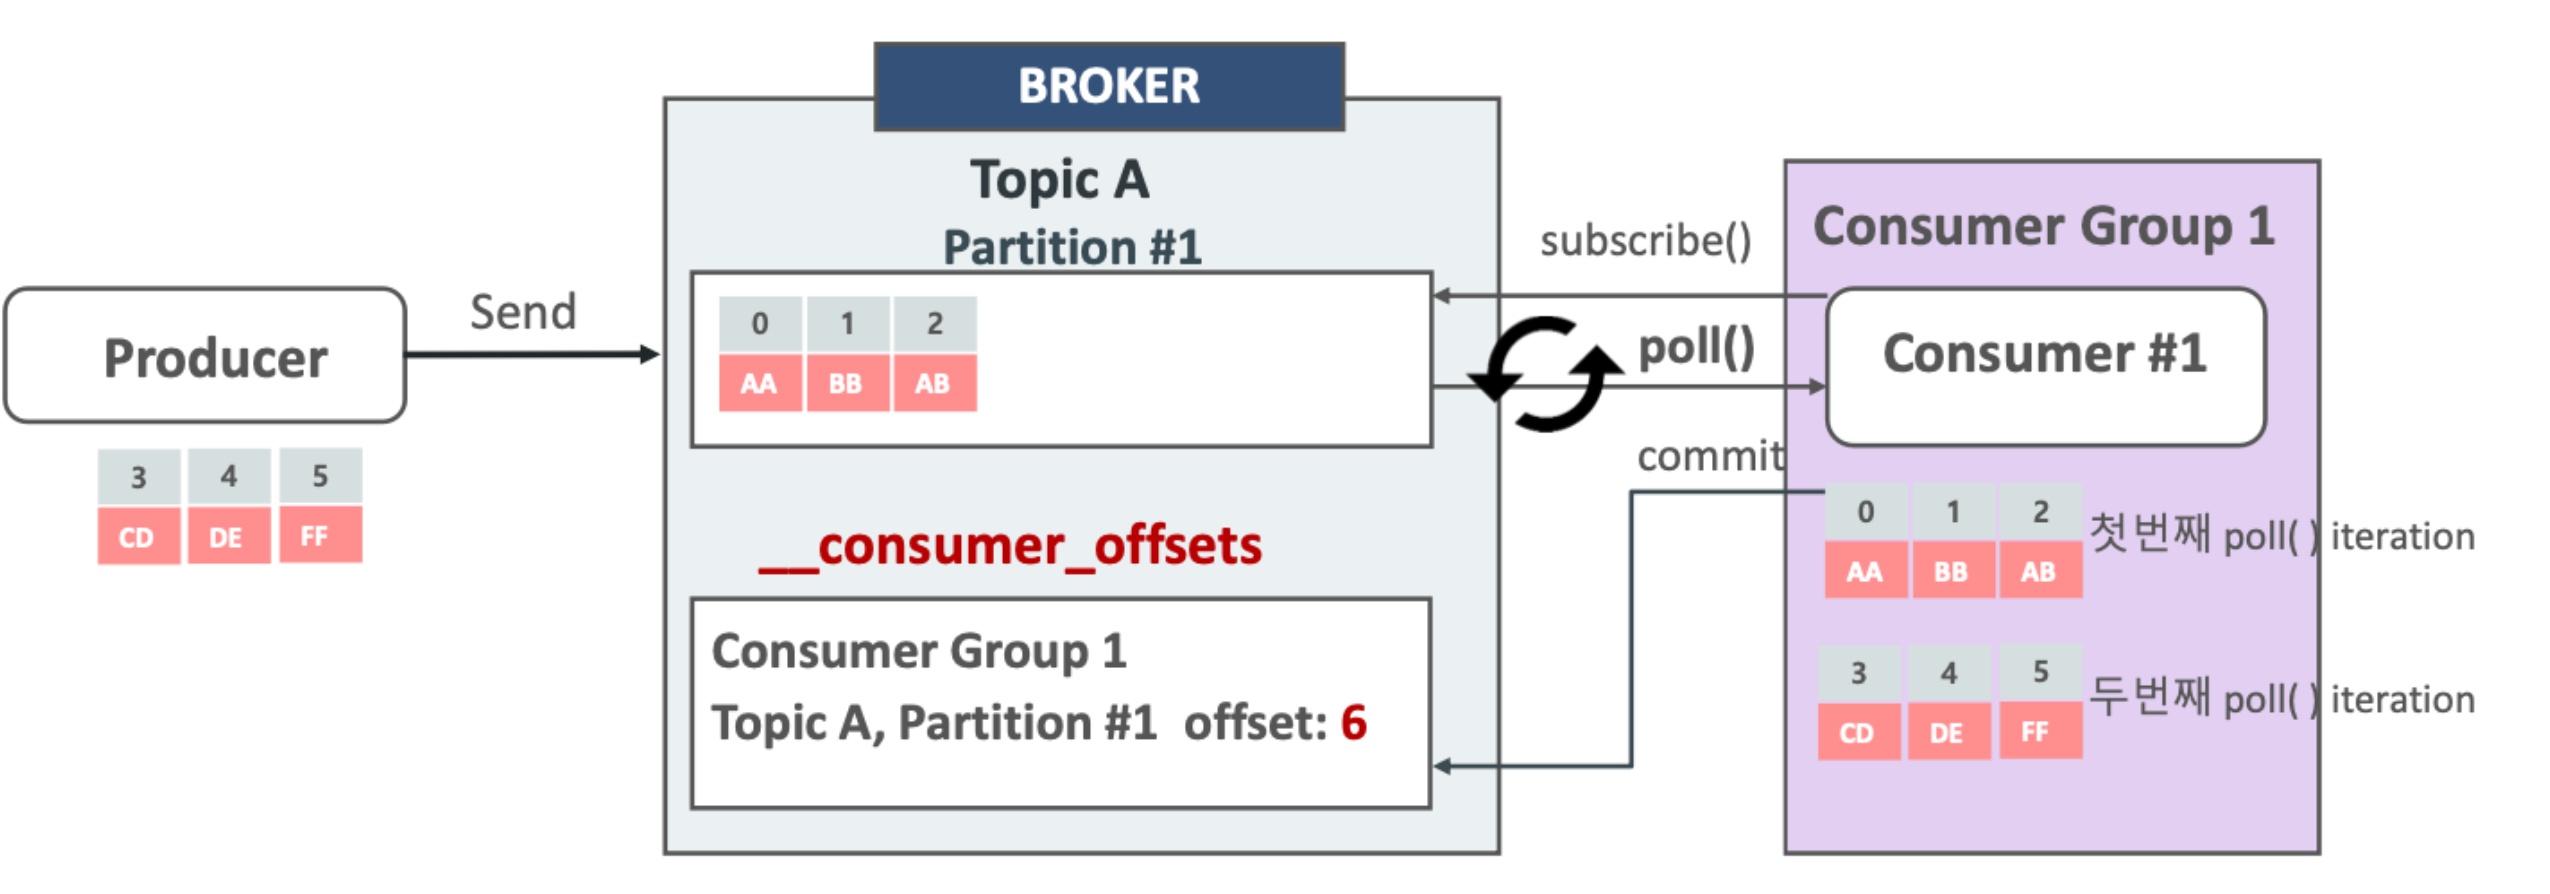 BROKER
Topic A
Partition #1
0 1 2
AA BB AB
Producer
Send
3 4 5
CD DE FF
__consumer_offsets
Consumer Group 1
Topic A, Partition #1 offset: 6
subscribe()
poll()
commit
Consumer Group 1
Consumer #1
0 1 2
AA BB AB
첫번째 poll( ) iteration
3 4 5
CD DE FF
두번째 poll( ) iteration